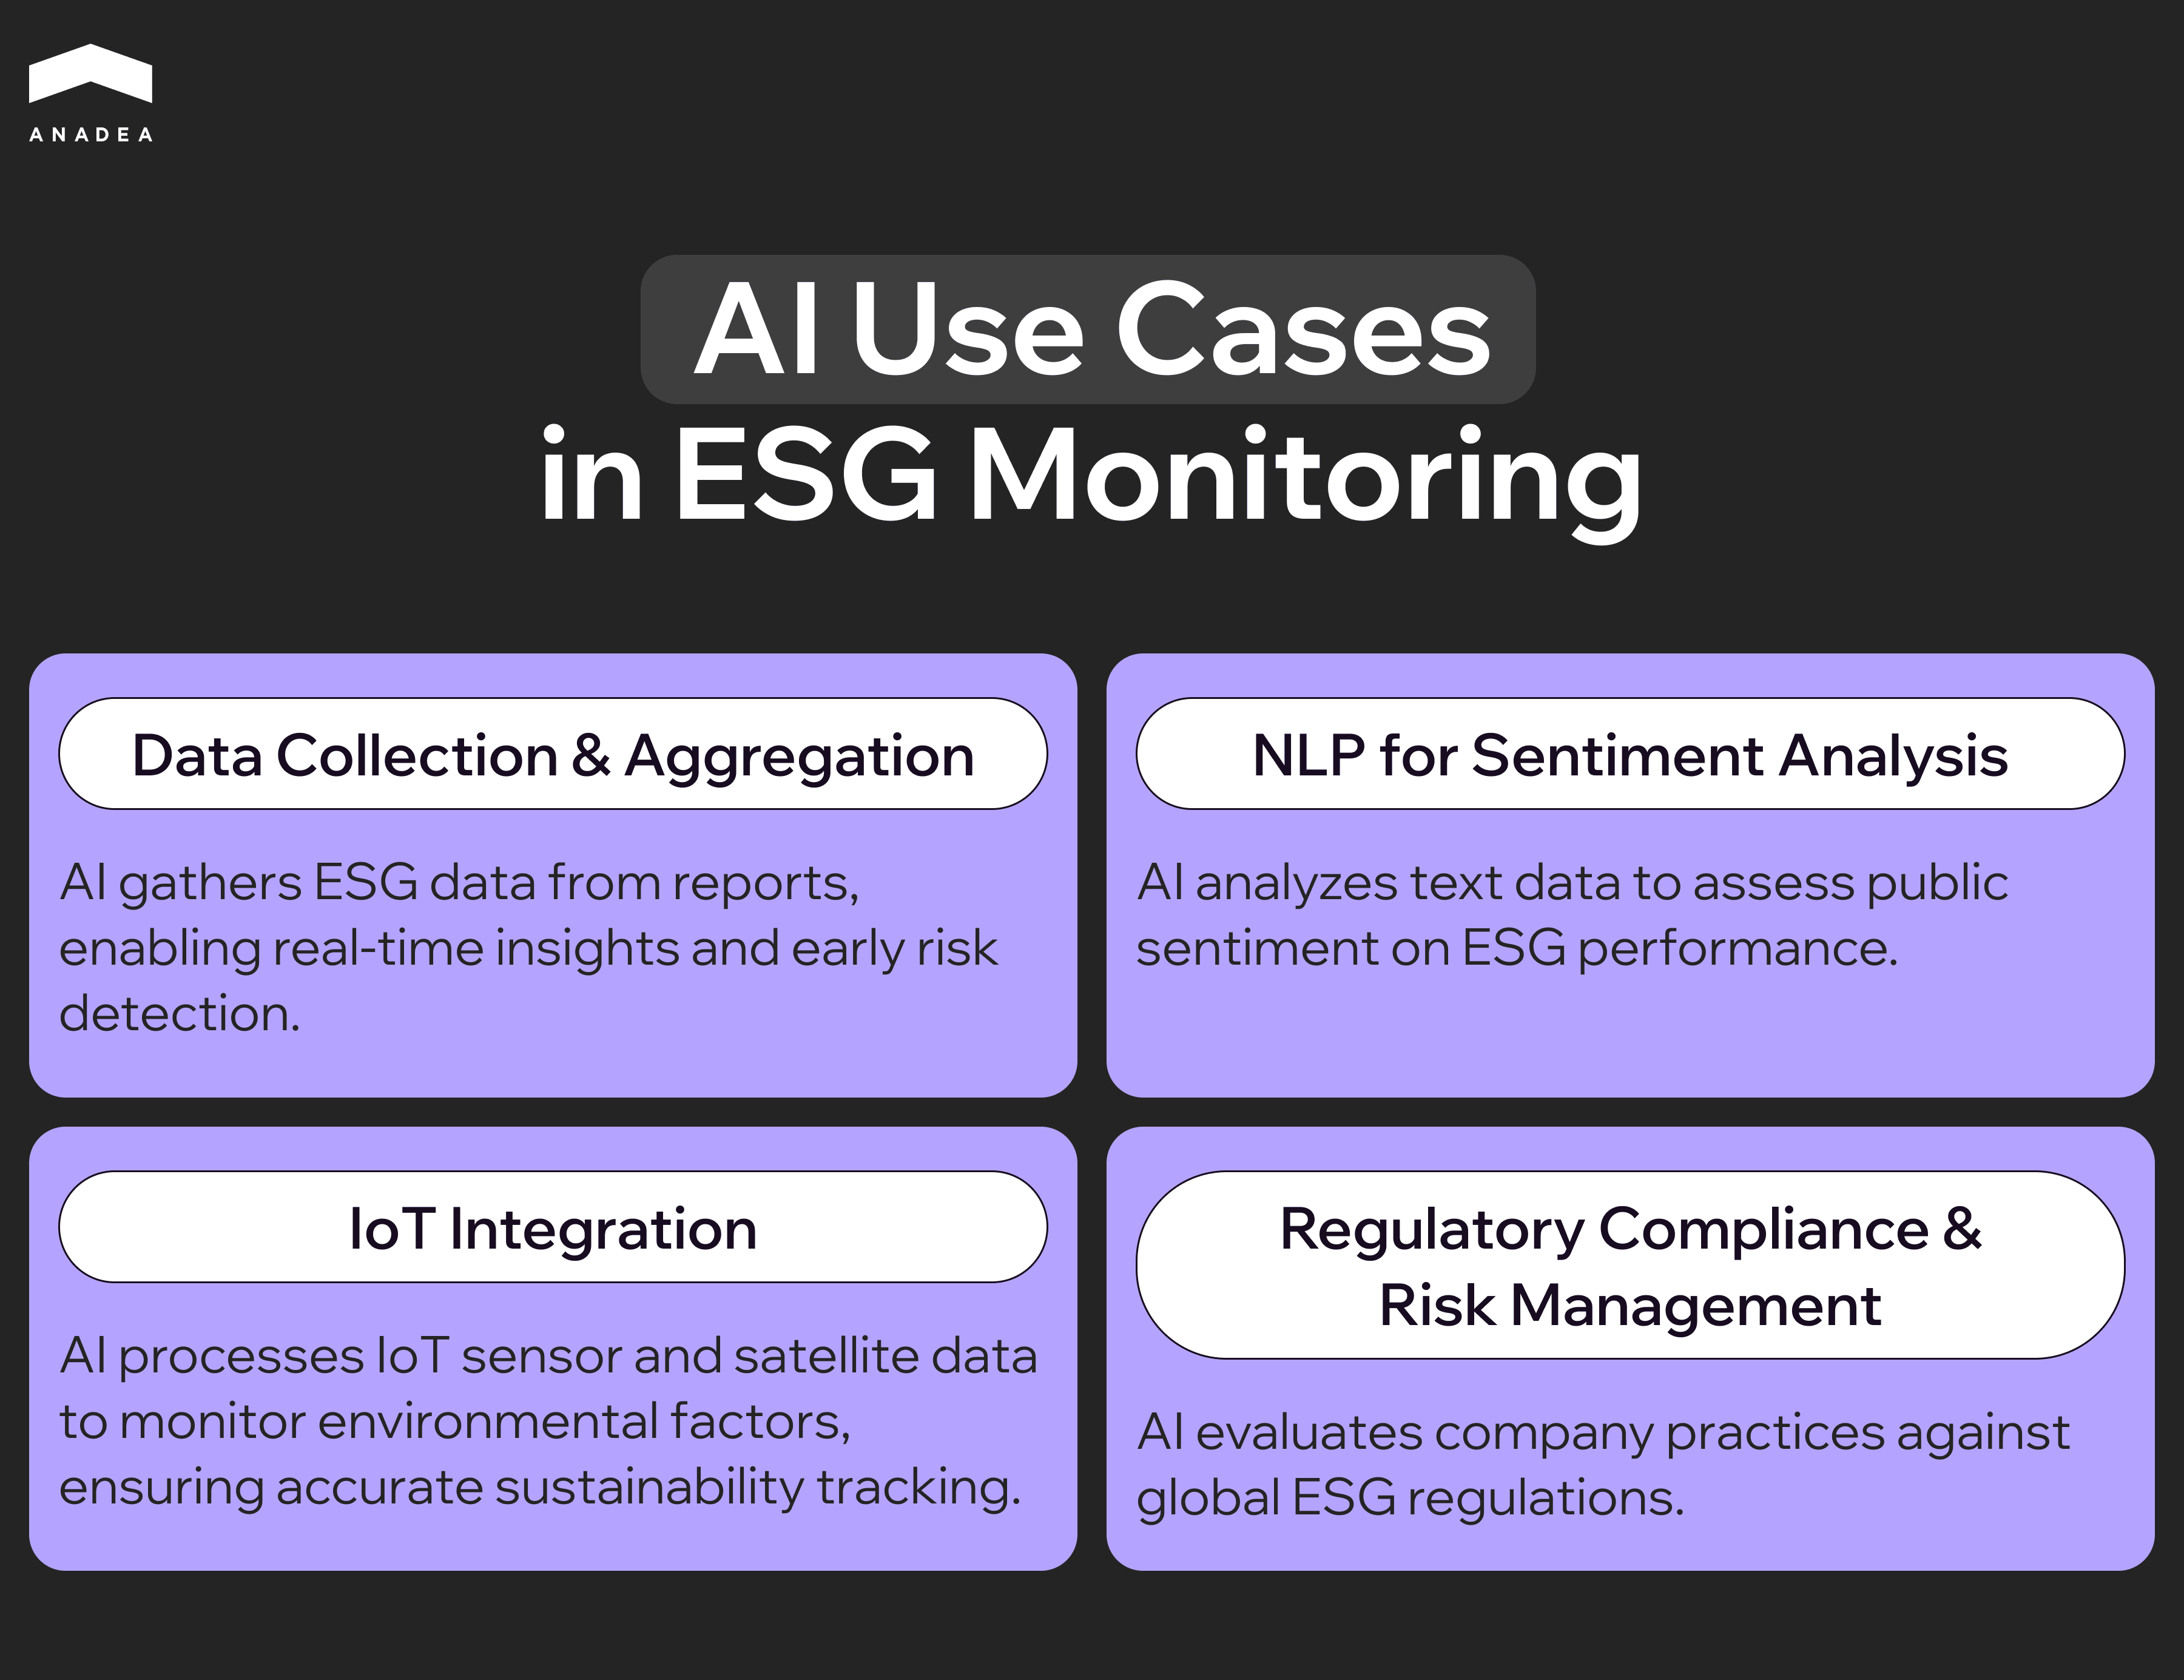 ANADEA
AI Use Cases
in ESG Monitoring
Data Collection & Aggregation
AI gathers ESG data from reports,
enabling real-time insights and early risk
detection.
NLP for Sentiment Analysis
AI analyzes text data to assess public
sentiment on ESG performance.
IoT Integration
AI processes IoT sensor and satellite data
to monitor environmental factors,
ensuring accurate sustainability tracking.
Regulatory Compliance &
Risk Management
AI evaluates company practices against
global ESG regulations.